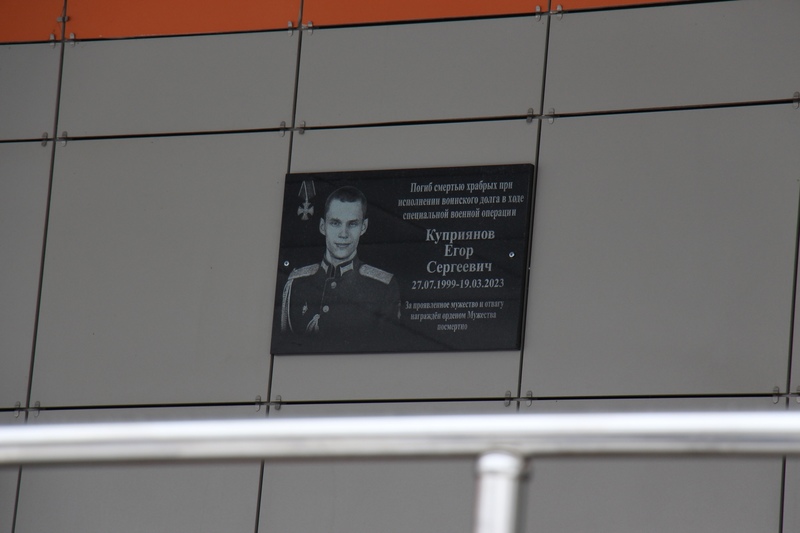 Погиб смертью храбрых при
исполнении воинского долга в ходе
специальной военной операции
Куприянов
Егор
Сергеевич
27.07.1999-19.03.2023
За проявленное мужество и отвагу
награждён орденом Мужества
посмертно